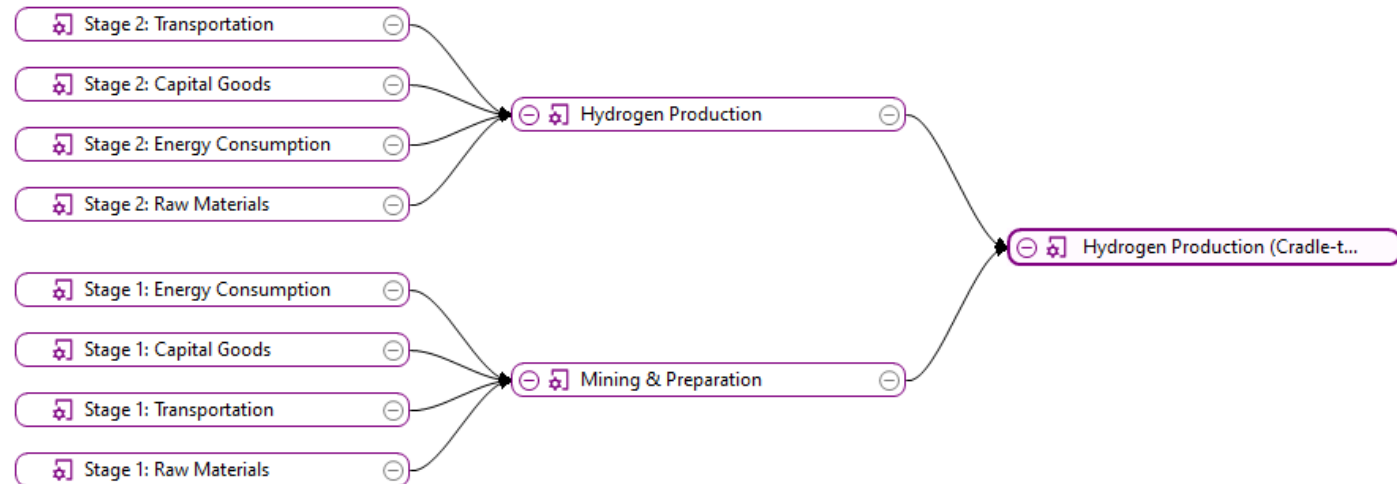 Stage 2: Transportation
Stage 2: Capital Goods
Stage 2: Energy Consumption
Stage 2: Raw Materials
Hydrogen Production
Stage 1: Energy Consumption
Stage 1: Capital Goods
Stage 1: Transportation
Stage 1: Raw Materials
Mining & Preparation
Hydrogen Production (Cradle-t...